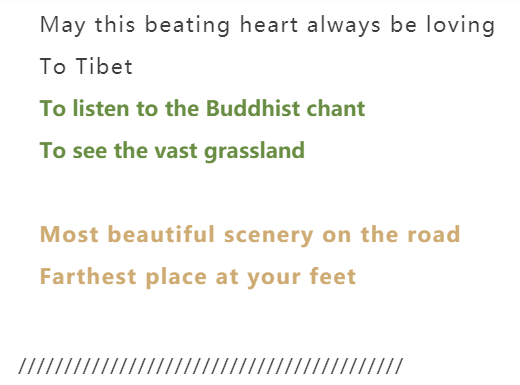 May this beating heart always be loving
To Tibet
To listen to the Buddhist chant
To see the vast grassland
Most beautiful scenery on the road
Farthest place at your feet
//////////////////////////////////////////